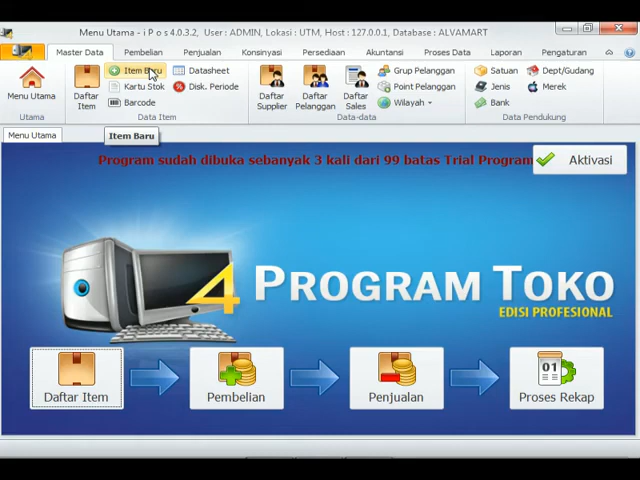 Menu Utama - i P o s 4.0.3.2, User : ADMIN, Lokasi : UTM, Host : 127.0.0.1, Database : ALVAMART
Master Data Pembelian Penjualan Konsinyasi Persediaan Akuntansi Proses Data Laporan Pengaturan
Menu Utama
Utama
Daftar Item
Item Baru
Kartu Stok
Barcode
Datasheet
Disk. Periode
Data Item
Daftar Supplier
Daftar Pelanggan
Daftar Sales
Grup Pelanggan
Point Pelanggan
Wilayah
Data-data
Satuan
Jenis
Bank
Dept/Gudang
Merek
Data Pendukung
Menu Utama
Item Baru
Program sudah dibuka sebanyak 3 kali dari 99 batas Trial Program
Aktivasi
4 PROGRAM TOKO
EDISI PROFESIONAL
Daftar Item
Pembelian
Penjualan
01
Proses Rekap